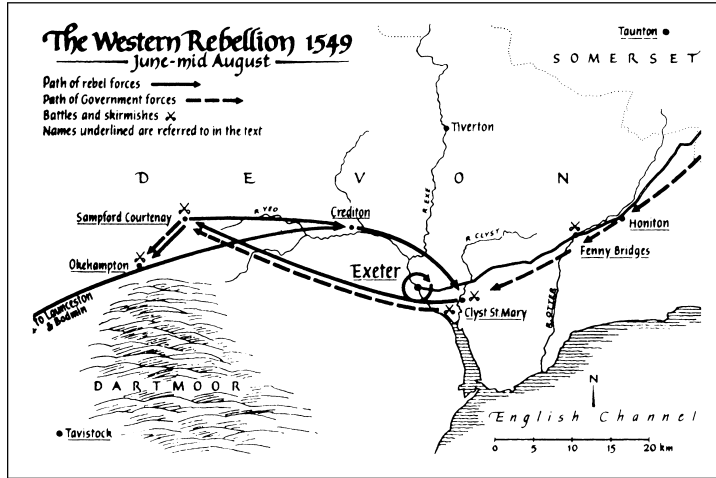 The Western Rebellion 1549
June-mid August
Path of rebel forces
Path of Government forces
Battles and skirmishes
Names underlined are referred to in the text
Taunton
SOMERSET
Tiverton
DEVON
R. EXE
Sampford Courtenay
R. YEO
Crediton
R. CLYST
Honiton
Fenny Bridges
Okehampton
Exeter
Clyst St. Mary
R. OTTER
To Launceston
& Bodmin
DARTMOOR
Tavistock
N
English Channel
0 5 10 15 20 km